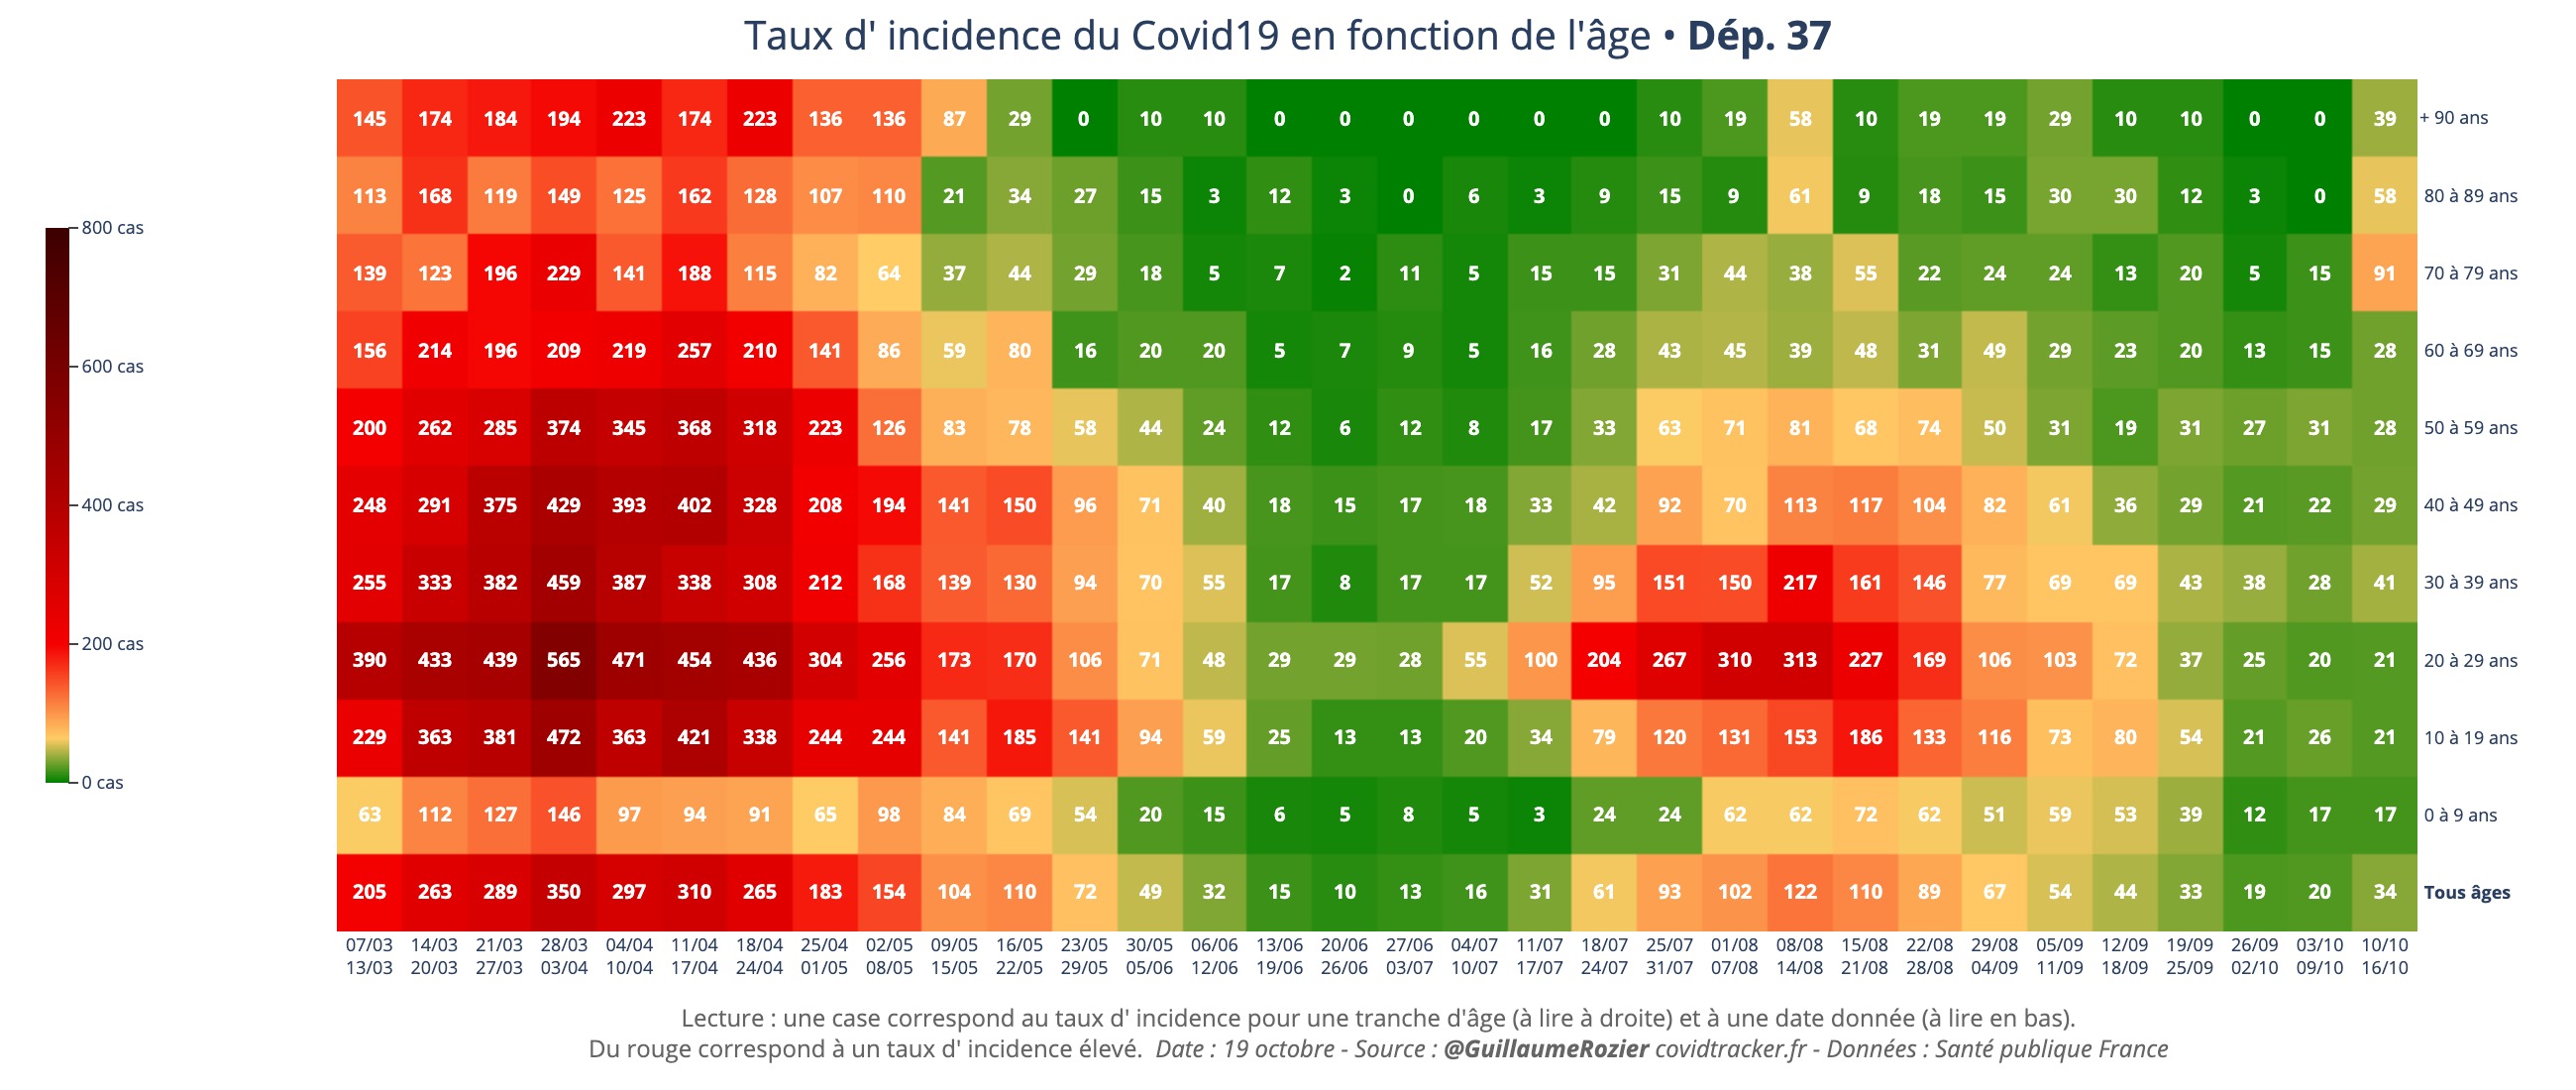 Taux d' incidence du Covid19 en fonction de l'âge • Dép. 37
800 cas
600 cas
400 cas
200 cas
0 cas
145 174 184 194 223 174 223 136 136 87 29 0 10 10 0 0 0 0 0 0 10 19 58 10 19 19 29 10 10 0 0 39 + 90 ans
113 168 119 149 125 162 128 107 110 21 34 27 15 3 12 3 0 6 3 9 15 9 61 9 18 15 30 30 12 3 0 58 80 à 89 ans
139 123 196 229 141 188 115 82 64 37 44 29 18 5 7 2 11 5 15 15 31 44 38 55 22 24 24 13 20 5 15 91 70 à 79 ans
156 214 196 209 219 257 210 141 86 59 80 16 20 20 5 7 9 5 16 28 43 45 39 48 31 49 29 23 20 13 15 28 60 à 69 ans
200 262 285 374 345 368 318 223 126 83 78 58 44 24 12 6 12 8 17 33 63 71 81 68 74 50 31 19 31 27 31 28 50 à 59 ans
248 291 375 429 393 402 328 208 194 141 150 96 71 40 18 15 17 18 33 42 92 70 113 117 104 82 61 36 29 21 22 29 40 à 49 ans
255 333 382 459 387 338 308 212 168 139 130 94 70 55 17 8 17 17 52 95 151 150 217 161 146 77 69 69 43 38 28 41 30 à 39 ans
390 433 439 565 471 454 436 304 256 173 170 106 71 48 29 29 28 55 100 204 267 310 313 227 169 106 103 72 37 25 20 21 20 à 29 ans
229 363 381 472 363 421 338 244 244 141 185 141 94 59 25 13 13 20 34 79 120 131 153 186 133 116 73 80 54 21 26 21 10 à 19 ans
63 112 127 146 97 94 91 65 98 84 69 54 20 15 6 5 8 5 3 24 24 62 62 72 62 51 59 53 39 12 17 17 0 à 9 ans
205 263 289 350 297 310 265 183 154 104 110 72 49 32 15 10 13 16 31 61 93 102 122 110 89 67 54 44 33 19 20 34 Tous âges
07/03 14/03 21/03 28/03 04/04 11/04 18/04 25/04 02/05 09/05 16/05 23/05 30/05 06/06 13/06 20/06 27/06 04/07 11/07 18/07 25/07 01/08 08/08 15/08 22/08 29/08 05/09 12/09 19/09 26/09 03/10 10/10
13/03 20/03 27/03 03/04 10/04 17/04 24/04 01/05 08/05 15/05 22/05 29/05 05/06 12/06 19/06 26/06 03/07 10/07 17/07 24/07 31/07 07/08 14/08 21/08 28/08 04/09 11/09 18/09 25/09 02/10 09/10 16/10
Lecture : une case correspond au taux d' incidence pour une tranche d'âge (à lire à droite) et à une date donnée (à lire en bas).
Du rouge correspond à un taux d' incidence élevé. Date : 19 octobre - Source : @GuillaumeRozier covidtracker.fr - Données : Santé publique France